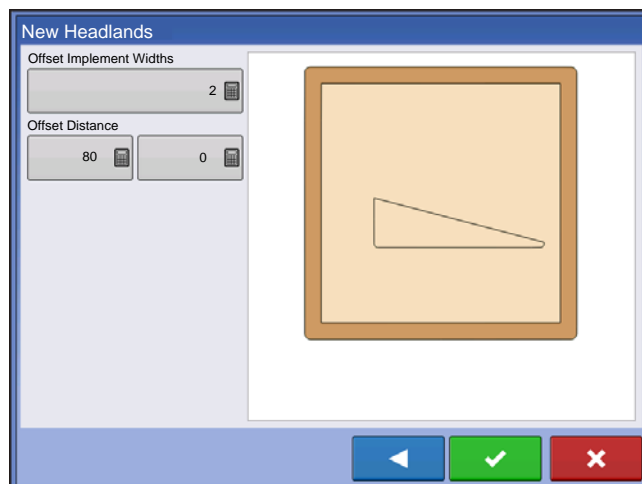 New Headlands
Offset Implement Widths
2
Offset Distance
80 0